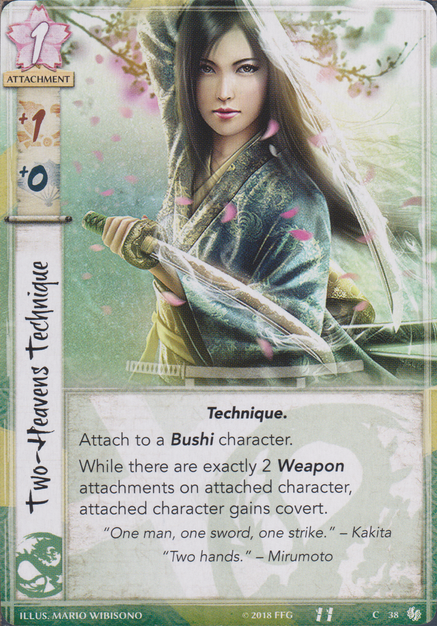 1
ATTACHMENT
+1
+0
Two-Heavens Technique
Technique.
Attach to a Bushi character.
While there are exactly 2 Weapon
attachments on attached character,
attached character gains covert.
“One man, one sword, one strike.” – Kakita
“Two hands.” – Mirumoto
ILLUS. MARIO WIBISONO
© 2018 FFG
C 38